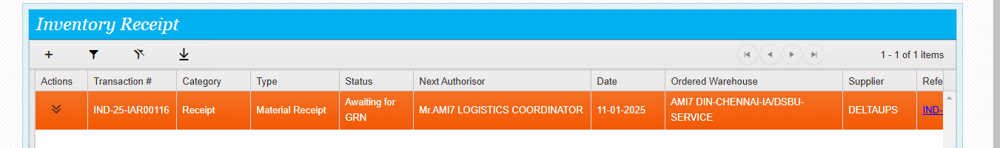 Inventory Receipt
1 - 1 of 1 items
Actions Transaction # Category Type Status Next Authorisor Date Ordered Warehouse Supplier Refe
IND-25-IAR00116 Receipt Material Receipt Awaiting for GRN Mr.AMI7 LOGISTICS COORDINATOR 11-01-2025 AMI7 DIN-CHENNAI-IA/DSBU-SERVICE DELTAUPS IND-